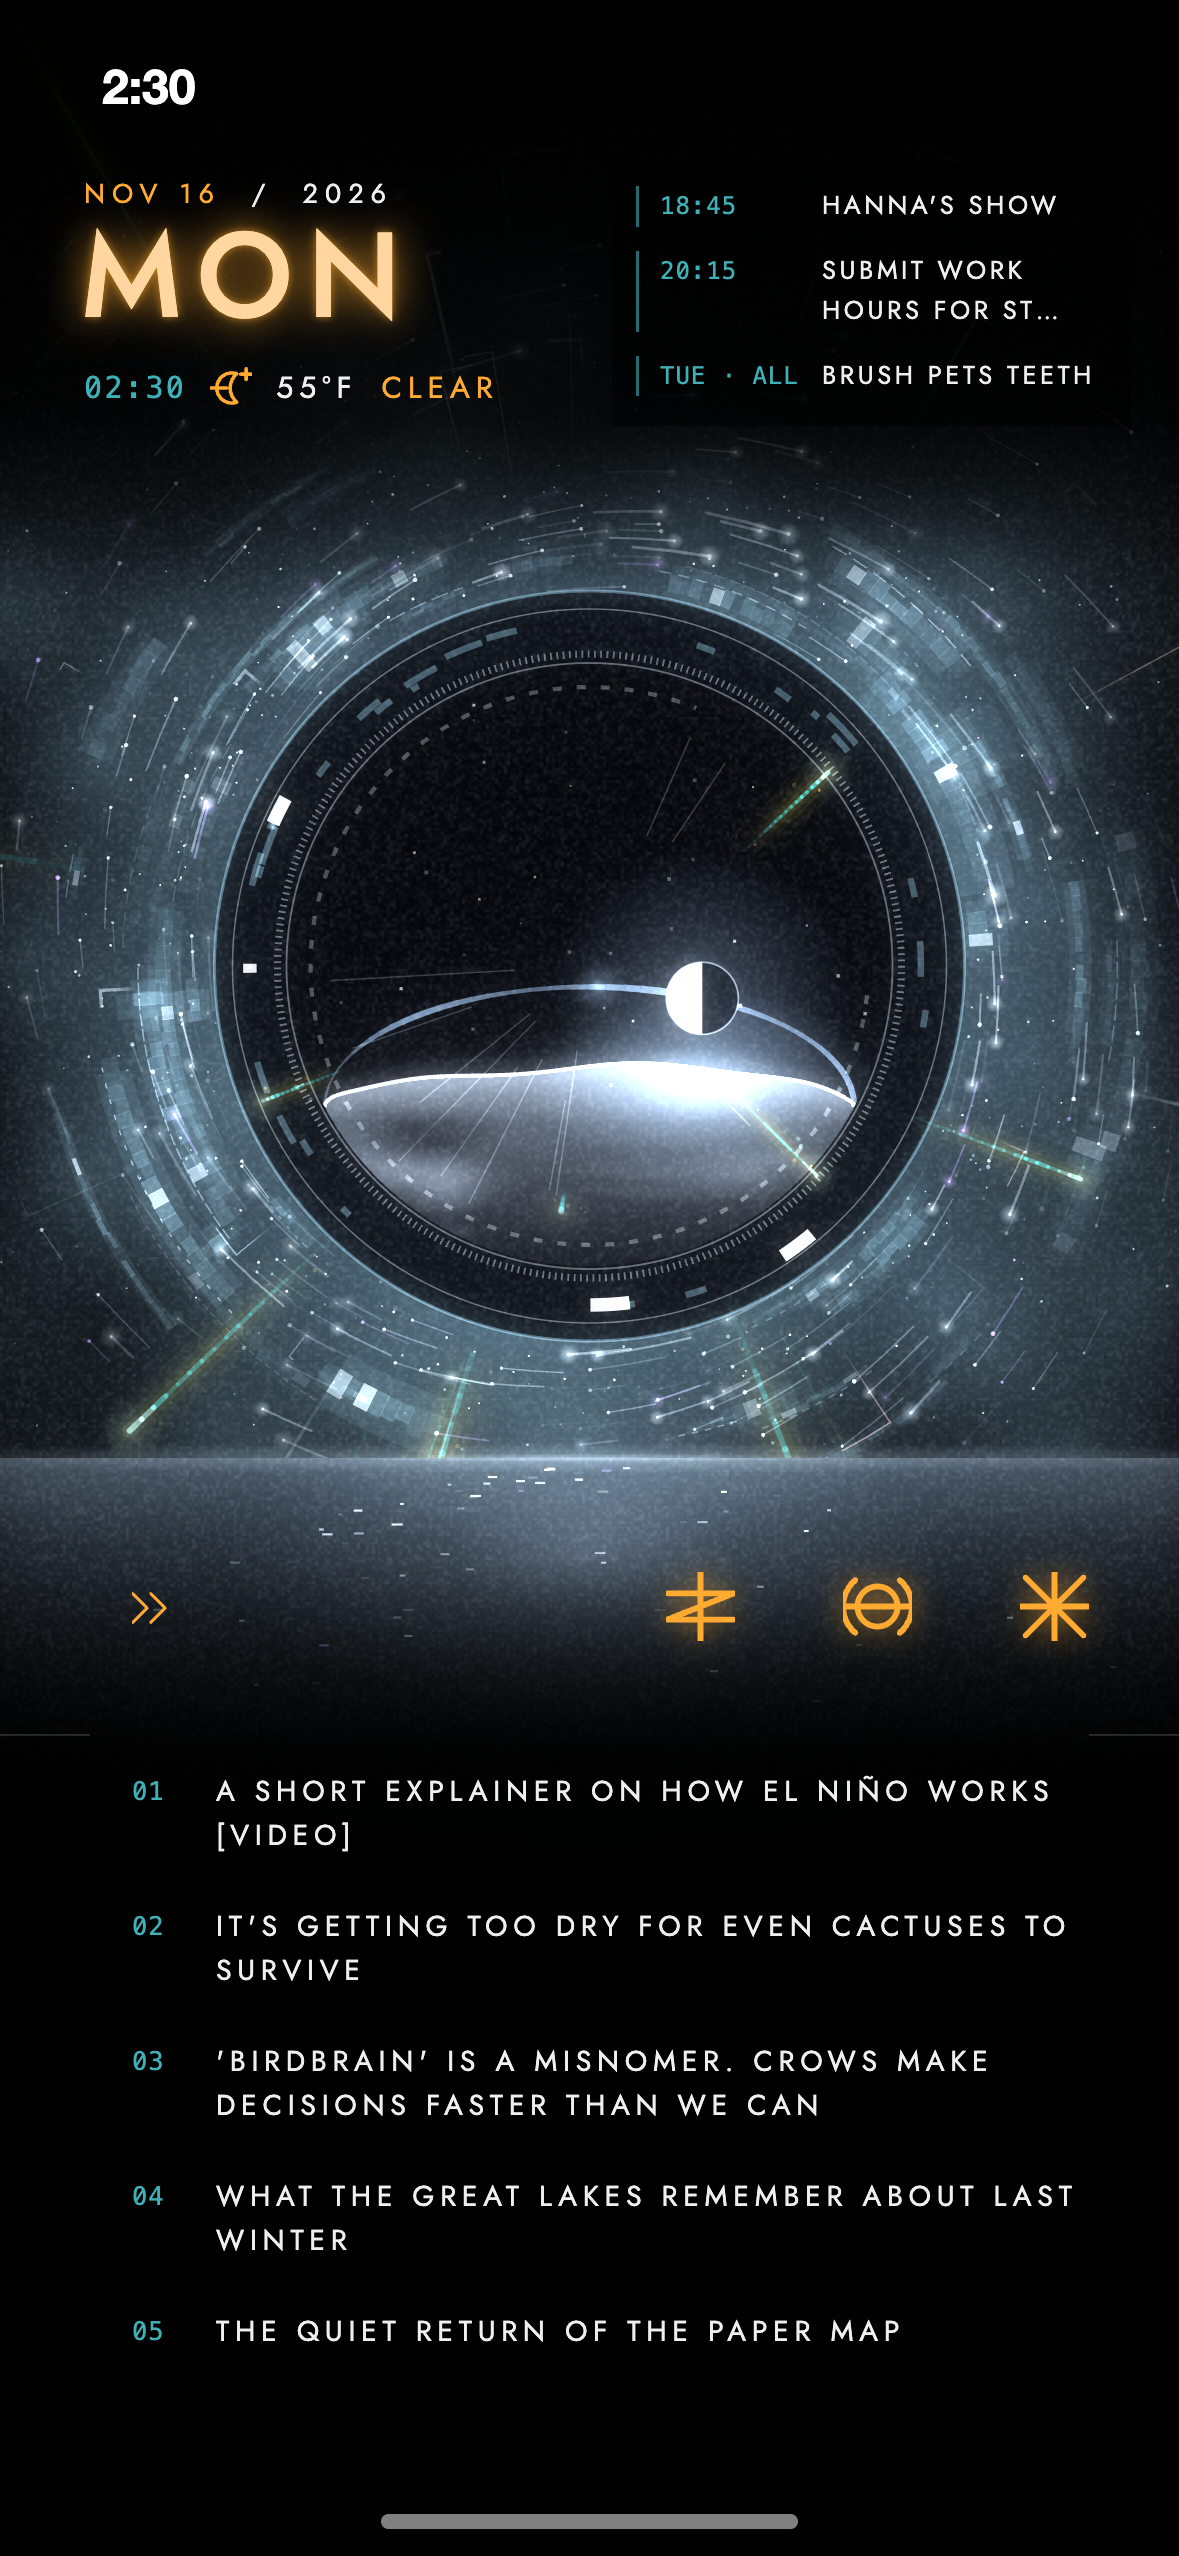 2:30
NOV 16 / 2026
MON
02:30 55°F CLEAR
18:45 HANNA'S SHOW
20:15 SUBMIT WORK
HOURS FOR ST...
TUE · ALL BRUSH PETS TEETH
01 A SHORT EXPLAINER ON HOW EL NIÑO WORKS
[VIDEO]
02 IT'S GETTING TOO DRY FOR EVEN CACTUSES TO
SURVIVE
03 'BIRDBRAIN' IS A MISNOMER. CROWS MAKE
DECISIONS FASTER THAN WE CAN
04 WHAT THE GREAT LAKES REMEMBER ABOUT LAST
WINTER
05 THE QUIET RETURN OF THE PAPER MAP